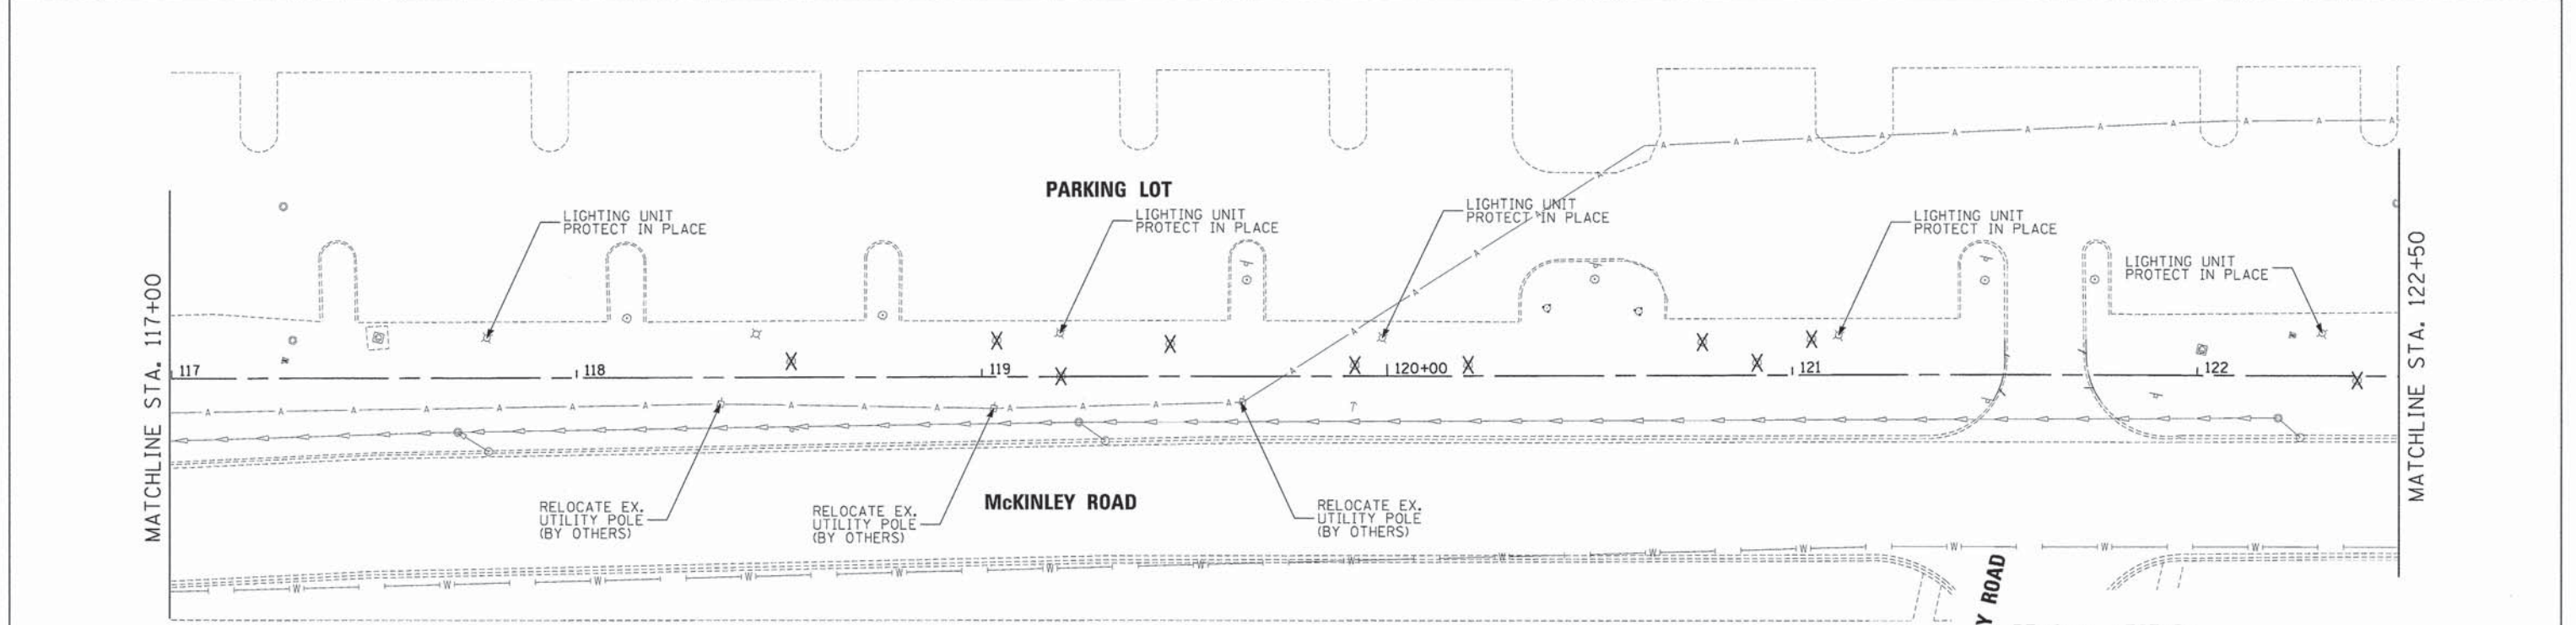 PARKING LOT
LIGHTING UNIT
PROTECT IN PLACE
LIGHTING UNIT
PROTECT IN PLACE
LIGHTING UNIT
PROTECT IN PLACE
LIGHTING UNIT
PROTECT IN PLACE
LIGHTING UNIT
PROTECT IN PLACE
MATCHLINE STA. 117+00
MATCHLINE STA. 122+50
117
118
119
120+00
121
122
RELOCATE EX.
UTILITY POLE
(BY OTHERS)
RELOCATE EX.
UTILITY POLE
(BY OTHERS)
McKINLEY ROAD
RELOCATE EX.
UTILITY POLE
(BY OTHERS)
Y ROAD